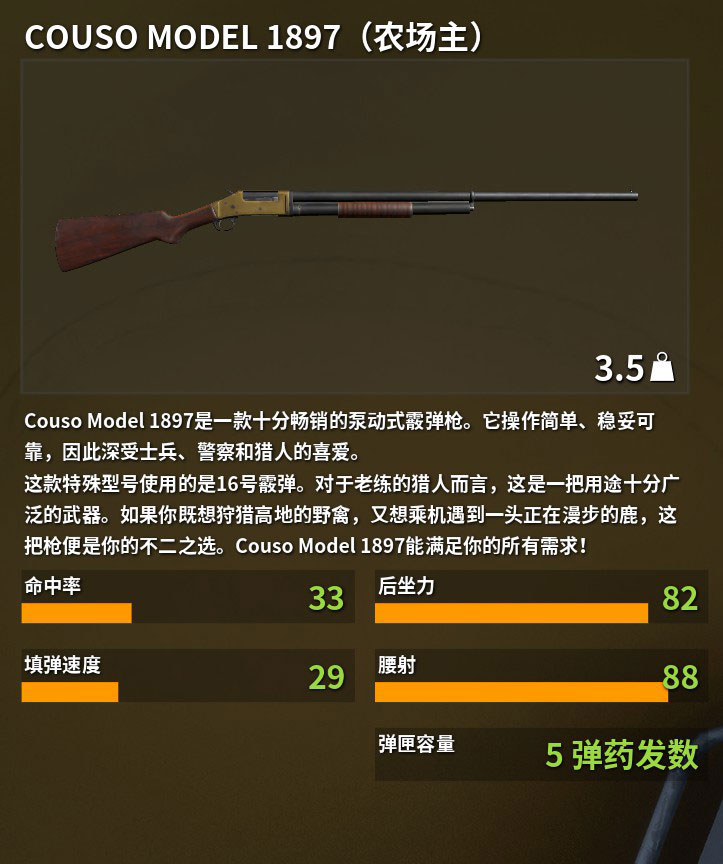 COUSO MODEL 1897（农场主）
3.5
Couso Model 1897是一款十分畅销的泵动式霰弹枪。它操作简单、稳妥可
靠，因此深受士兵、警察和猎人的喜爱。
这款特殊型号使用的是16号霰弹。对于老练的猎人而言，这是一把用途十分广
泛的武器。如果你既想狩猎高地的野禽，又想乘机遇到一头正在漫步的鹿，这
把枪便是你的不二之选。Couso Model 1897能满足你的所有需求！
命中率 33
后坐力 82
填弹速度 29
腰射 88
弹匣容量 5 弹药发数